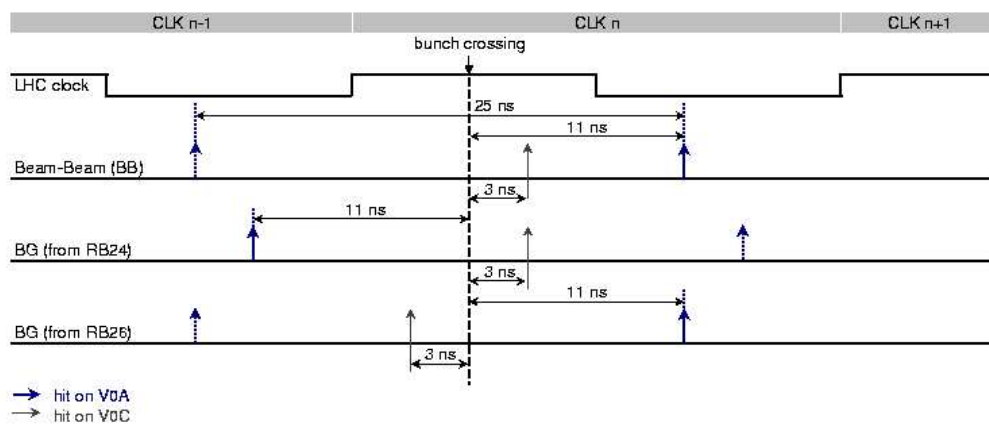 CLK n-1 CLK n CLK n+1
bunch crossing
LHC clock
25 ns
11 ns
Beam-Beam (BB)
3 ns
11 ns
BG (from RB24)
3 ns
11 ns
BG (from RB26)
3 ns
hit on V0A
hit on V0C